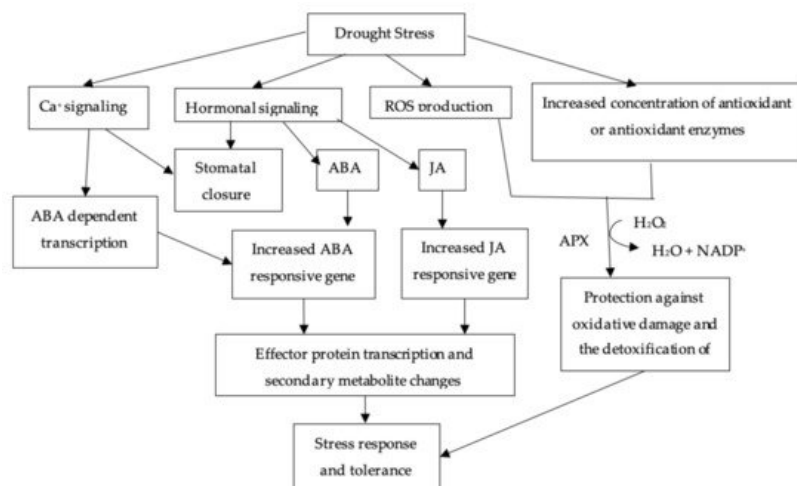 Drought Stress
Ca⁺ signaling
Hormonal signaling
ROS production
Increased concentration of antioxidant
or antioxidant enzymes
Stomatal
closure
ABA
JA
ABA dependent
transcription
Increased ABA
responsive gene
Increased JA
responsive gene
APX
H₂O₂
H₂O + NADP⁺
Protection against
oxidative damage and
the detoxification of
Effector protein transcription and
secondary metabolite changes
Stress response
and tolerance